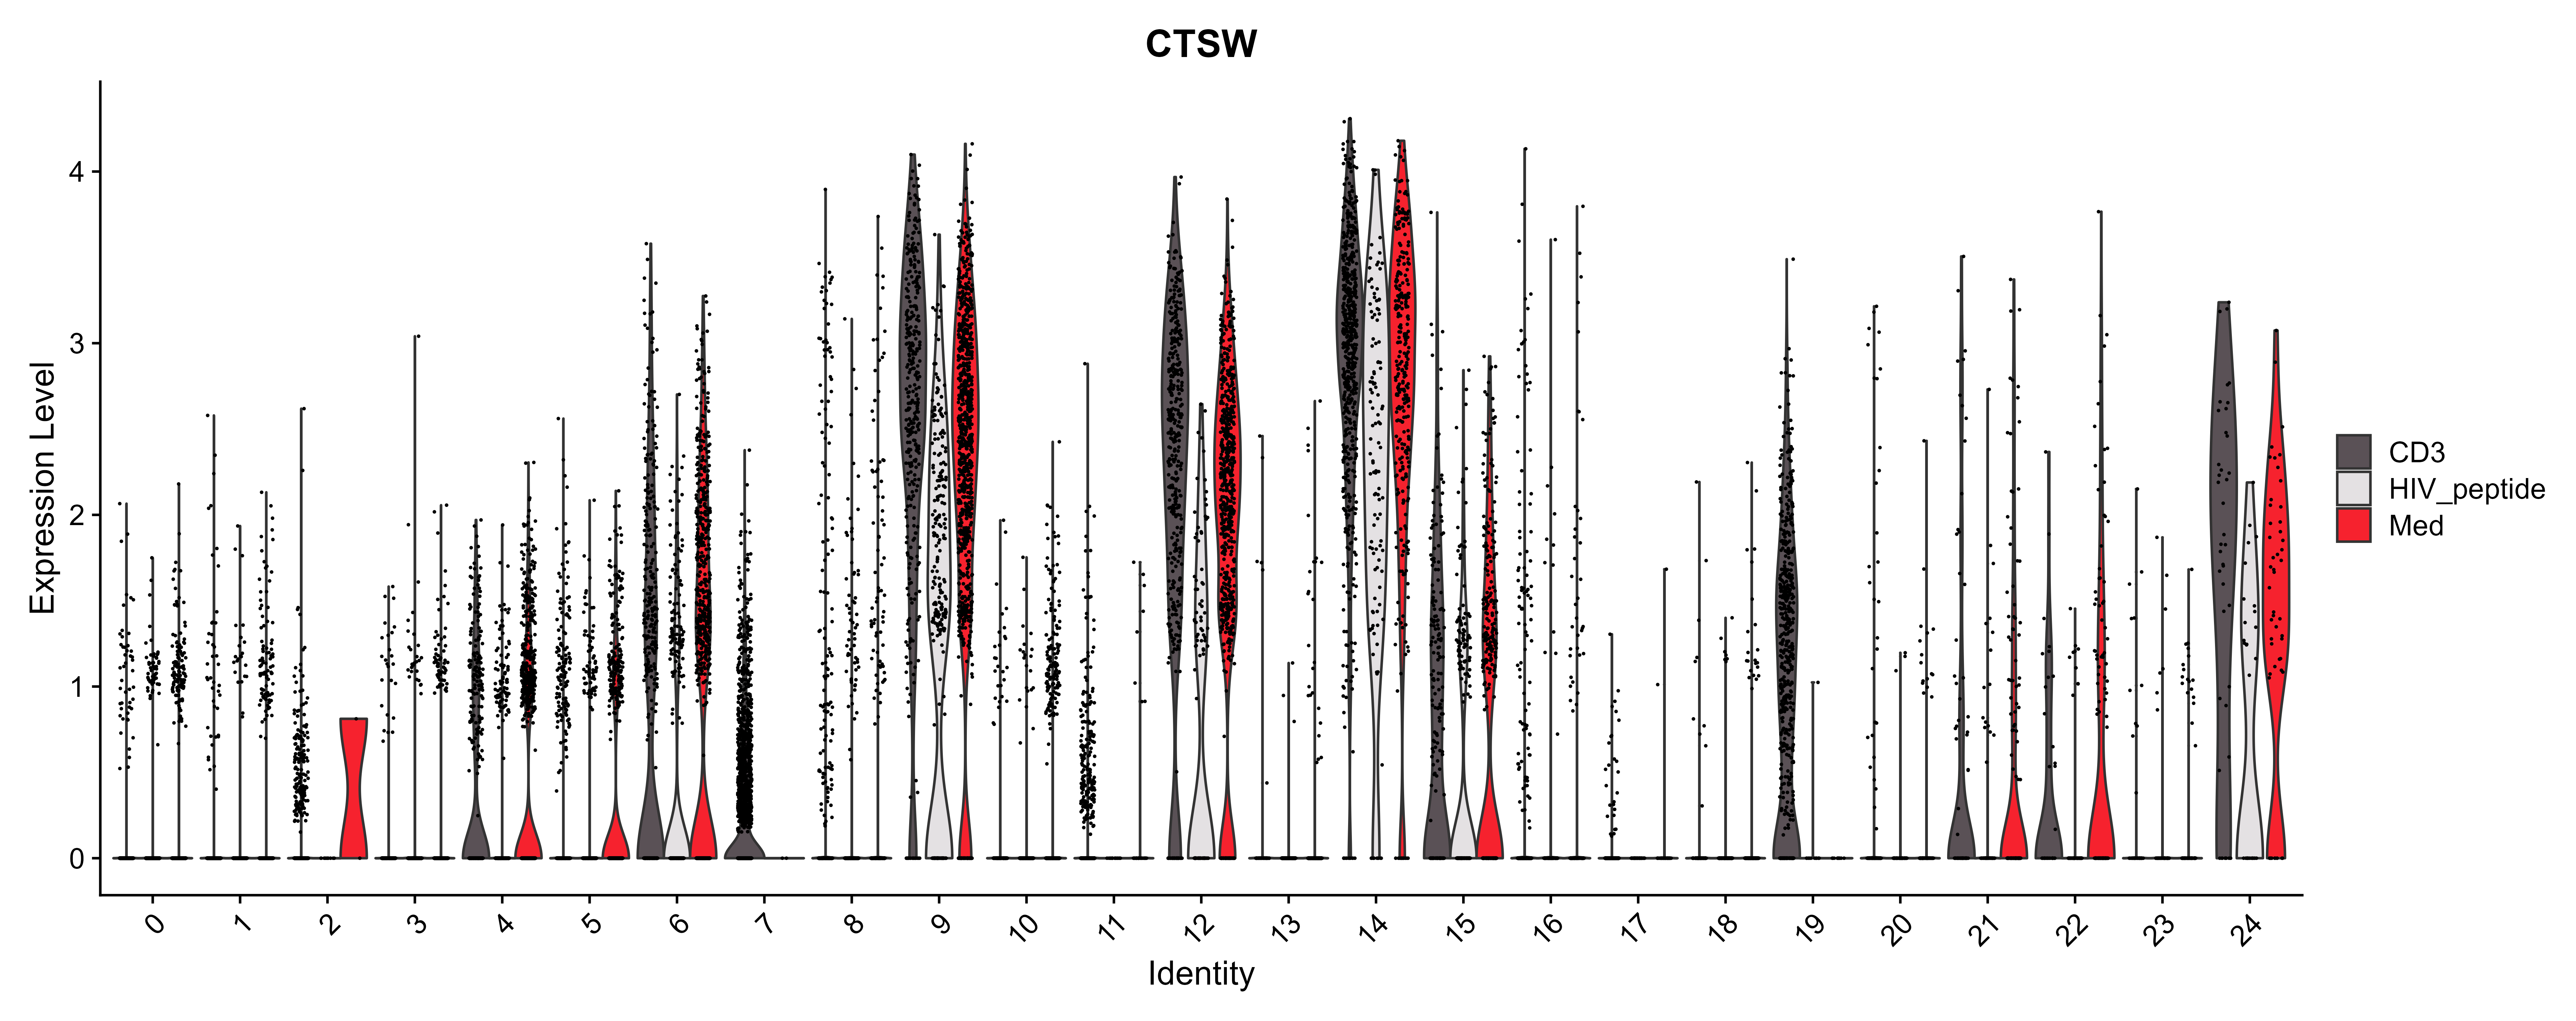 CTSW
Expression Level
4
3
2
1
0
0 1 2 3 4 5 6 7 8 9 10 11 12 13 14 15 16 17 18 19 20 21 22 23 24
Identity
CD3
HIV_peptide
Med